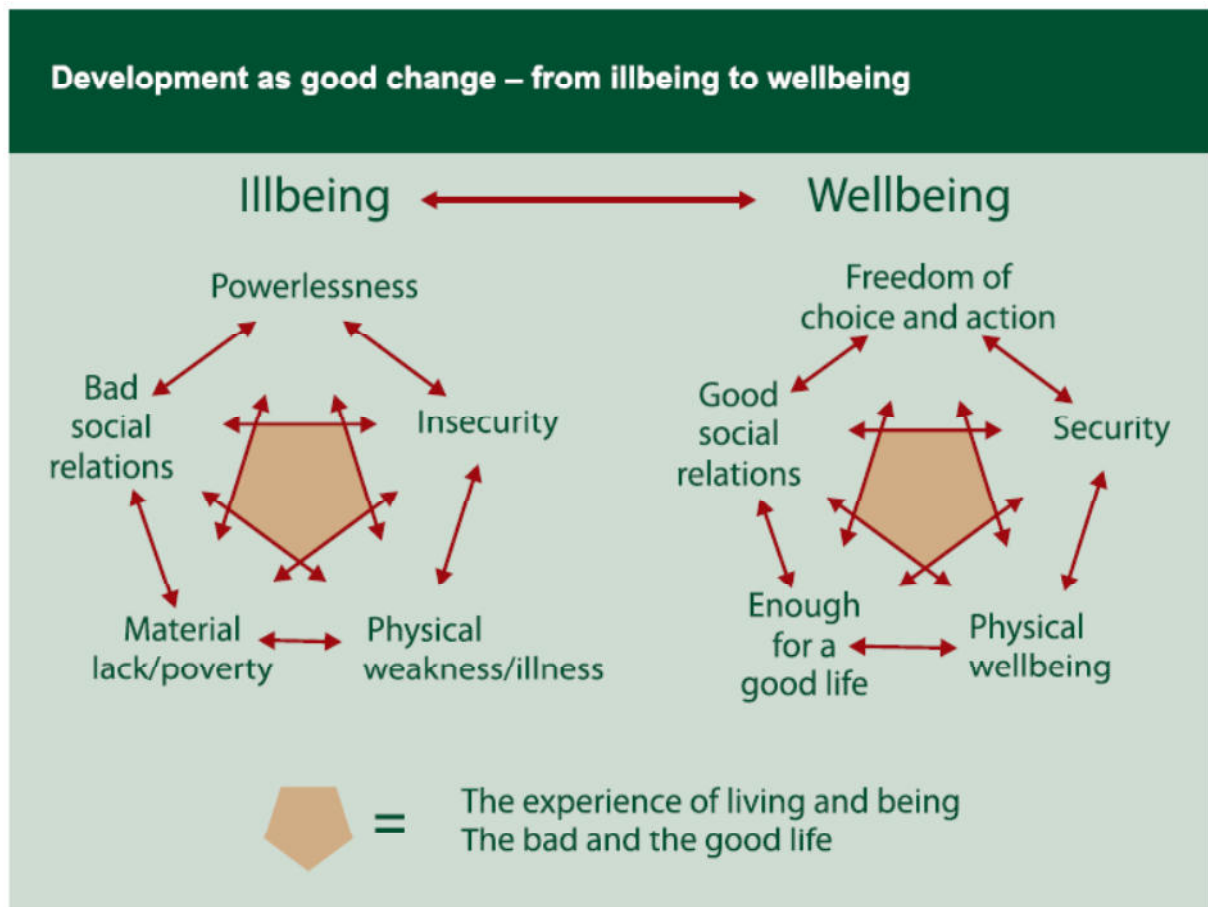 Development as good change – from illbeing to wellbeing
Illbeing
Wellbeing
Powerlessness
Bad
social
relations
Insecurity
Material
lack/poverty
Physical
weakness/illness
Freedom of
choice and action
Good
social
relations
Security
Enough
for a
good life
Physical
wellbeing
=
The experience of living and being
The bad and the good life